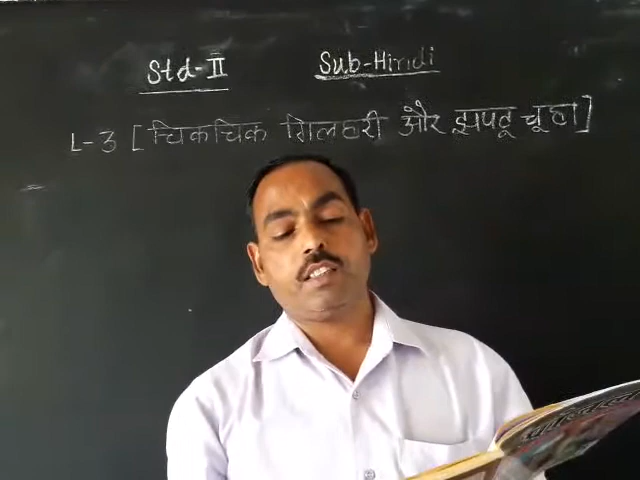 Std-II Sub-Hindi
L-3 [चिकचिक गिलहरी और झपटू चूहा]